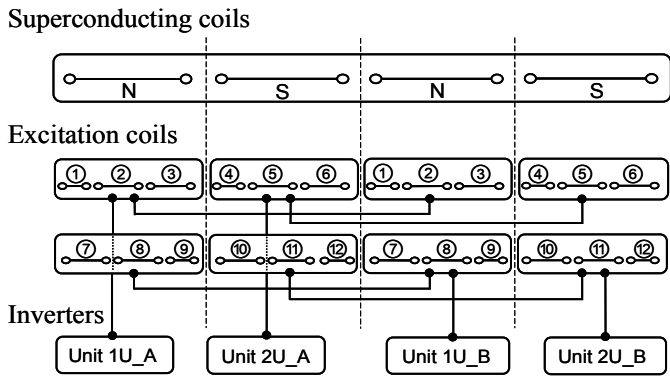 Superconducting coils
N S N S
Excitation coils
① ② ③ ④ ⑤ ⑥ ① ② ③ ④ ⑤ ⑥
⑦ ⑧ ⑨ ⑩ ⑪ ⑫ ⑦ ⑧ ⑨ ⑩ ⑪ ⑫
Inverters
Unit 1U_A Unit 2U_A Unit 1U_B Unit 2U_B